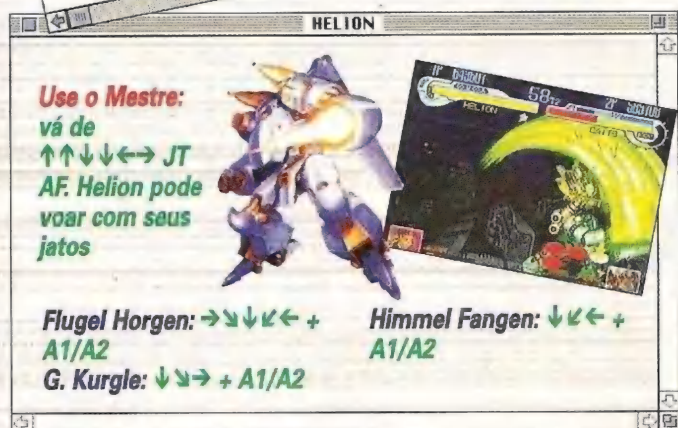 HELION
Use o Mestre:
vá de
↑↑↓↓←→ JT
AF. Helion pode
voar com seus
jatos
58
HELION
Flugel Horgen: →↘↓↙← +
A1/A2
G. Kurgle: ↓↘→ + A1/A2
Himmel Fangen: ↓↙← +
A1/A2